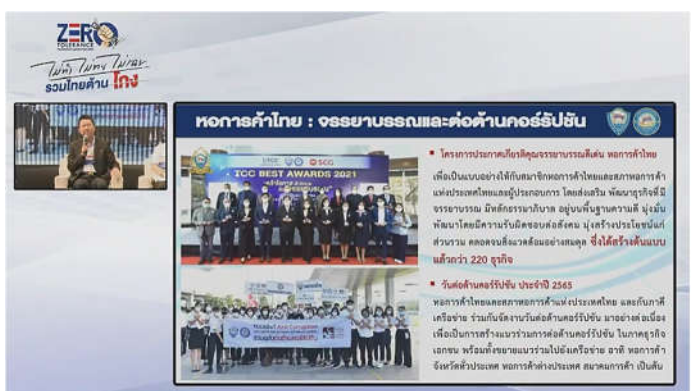 ZERO
TOLERANCE
ไม่ทำ ไม่ทน ไม่เฉย
รวมไทยต้าน โกง
หอการค้าไทย : จรรยาบรรณและต่อต้านคอร์รัปชัน
SCG
TCC BEST AWARDS 2021
โครงการประกาศเกียรติคุณจรรยาบรรณดีเด่น หอการค้าไทย
เพื่อเป็นแบบอย่างให้กับสมาชิกหอการค้าไทยและสภาหอการค้า
แห่งประเทศไทยและผู้ประกอบการ โดยส่งเสริม พัฒนาธุรกิจที่มี
จรรยาบรรณ มีหลักธรรมาภิบาล อยู่บนพื้นฐานความดี มุ่งมั่น
พัฒนาโดยมีความรับผิดชอบต่อสังคม มุ่งสร้างประโยชน์แก่
ส่วนรวม ตลอดจนสิ่งแวดล้อมอย่างสมดุล ซึ่งได้สร้างต้นแบบ
แล้วกว่า 220 ธุรกิจ
วันต่อต้านคอร์รัปชัน ประจำปี 2565
หอการค้าไทยและสภาหอการค้าแห่งประเทศไทย และกับภาคี
เครือข่าย ร่วมกันจัดงานวันต่อต้านคอร์รัปชัน มาอย่างต่อเนื่อง
เพื่อเป็นการสร้างแนวร่วมการต่อต้านคอร์รัปชัน ในภาคธุรกิจ
เอกชน พร้อมทั้งขยายแนวร่วมไปยังเครือข่าย อาทิ หอการค้า
จังหวัดทั่วประเทศ หอการค้าต่างประเทศ สมาคมการค้า เป็นต้น